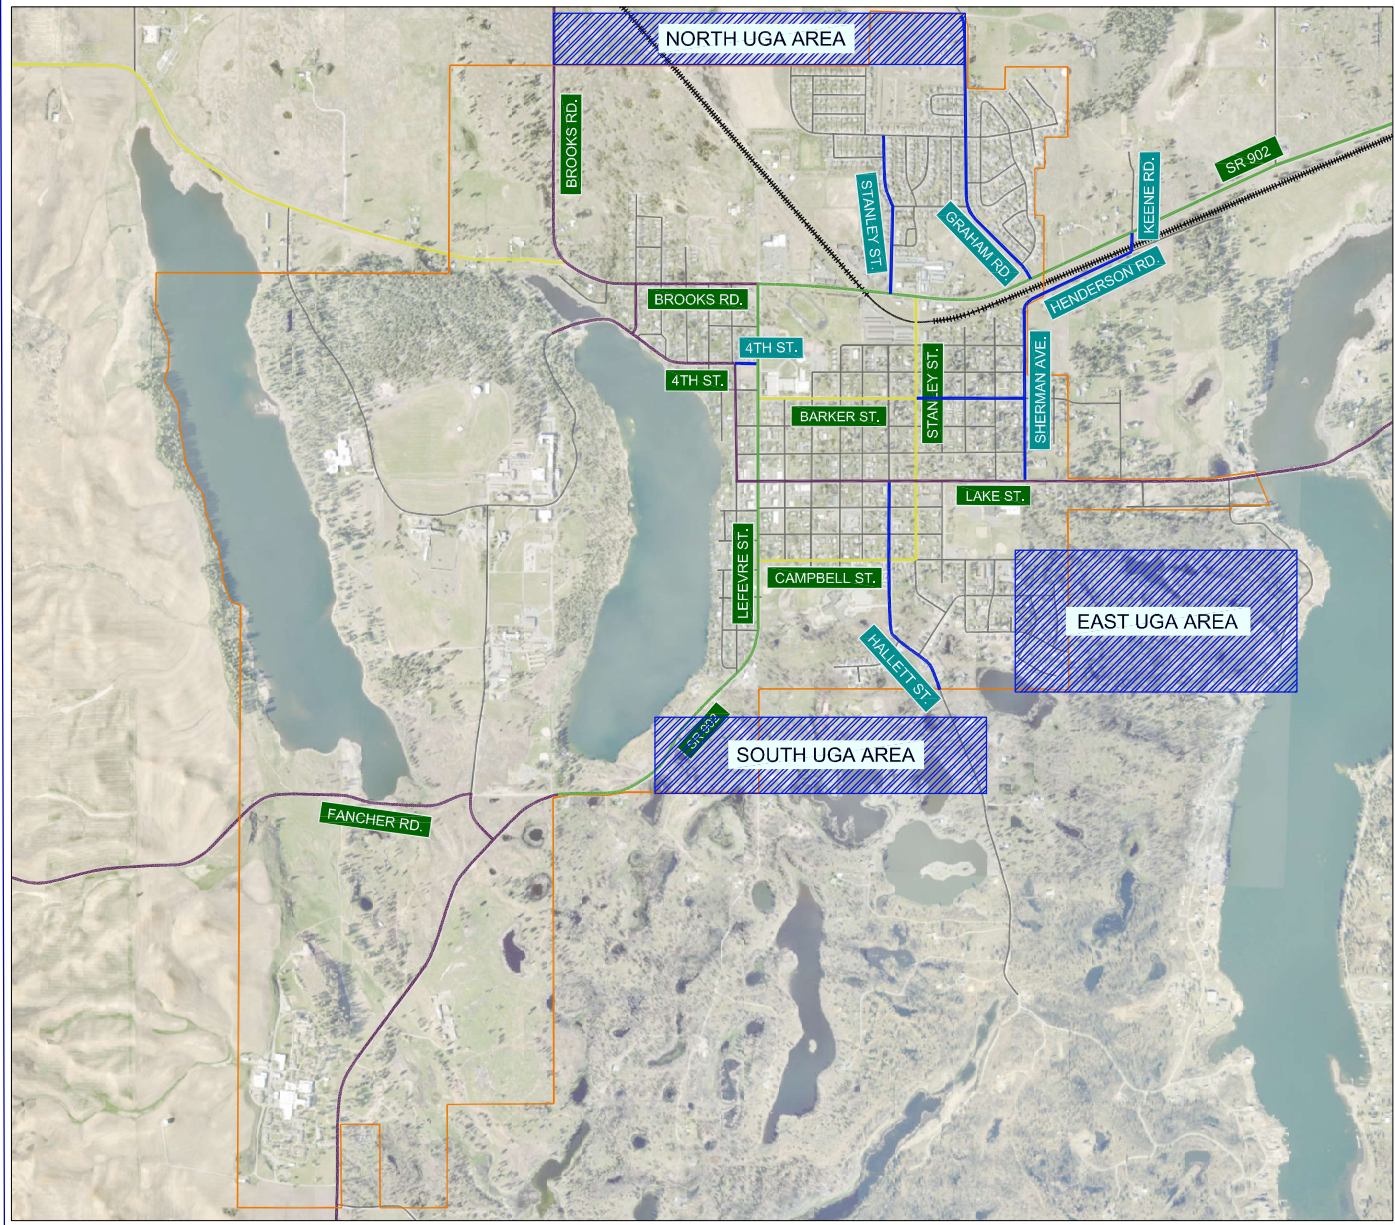 NORTH UGA AREA
BROOKS RD.
SR 902
KEENE RD.
STANLEY ST.
GRAHAM RD.
HENDERSON RD.
BROOKS RD.
4TH ST.
4TH ST.
STANLEY ST.
SHERMAN AVE.
BARKER ST.
LAKE ST.
LEFEVRE ST.
CAMPBELL ST.
EAST UGA AREA
HALLETT ST.
SR 902
SOUTH UGA AREA
FANCHER RD.